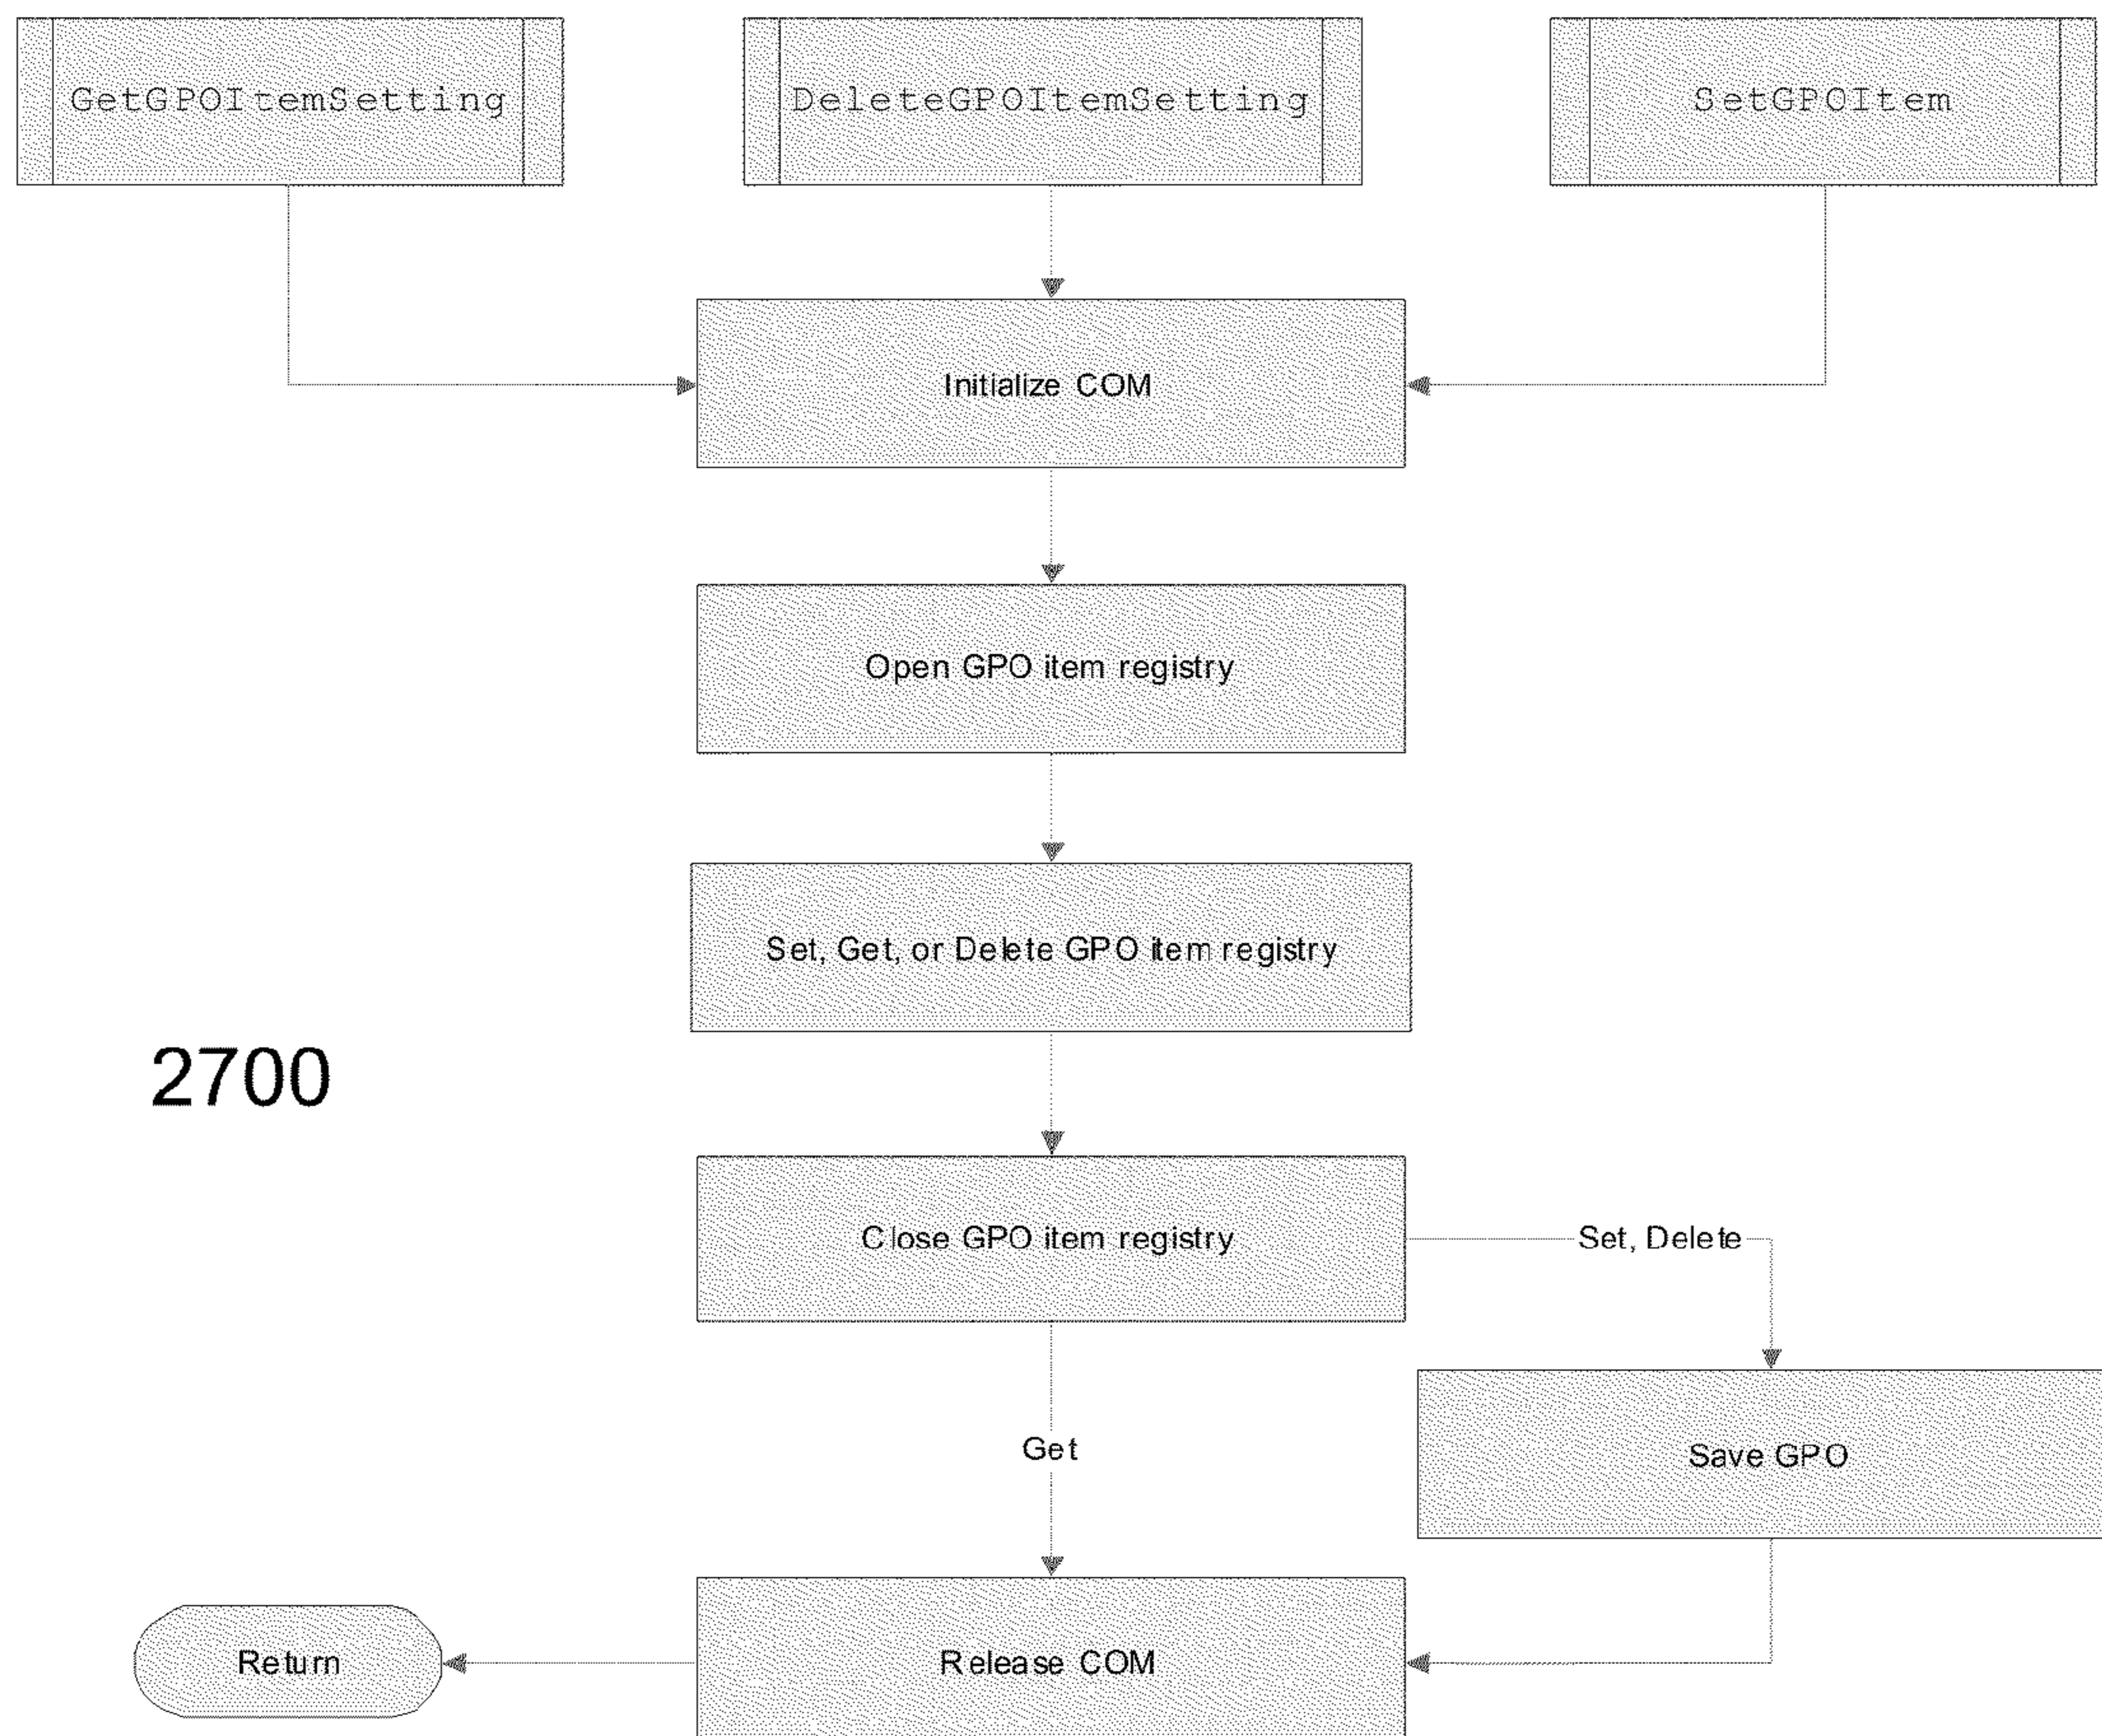 GetGPOItemSetting
DeleteGPOItemSetting
SetGPOItem
Initialize COM
Open GPO item registry
Set, Get, or Delete GPO item registry
2700
Close GPO item registry
Set, Delete
Get
Save GPO
Return
Release COM